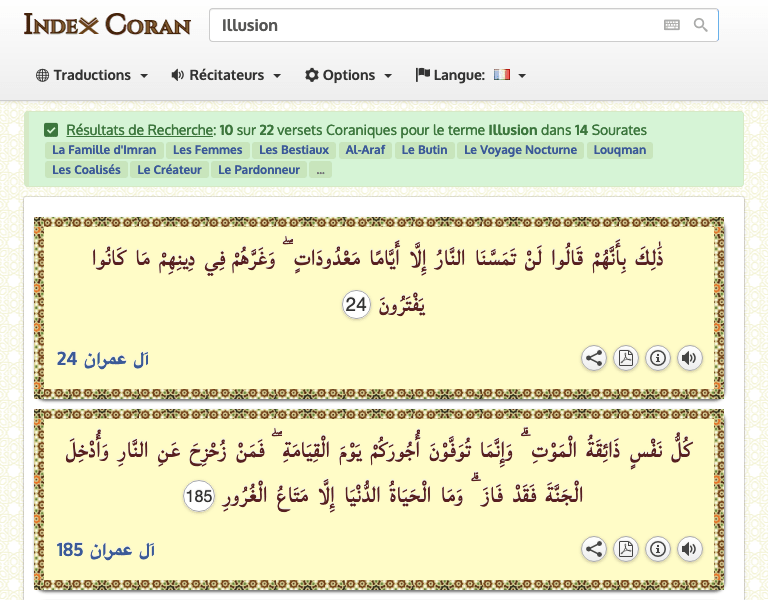 Index Coran
Illusion
Traductions Récitateurs Options Langue:
Résultats de Recherche: 10 sur 22 versets Coraniques pour le terme Illusion dans 14 Sourates
La Famille d'Imran Les Femmes Les Bestiaux Al-Araf Le Butin Le Voyage Nocturne Louqman
Les Coalisés Le Créateur Le Pardonneur ...
ذَٰلِكَ بِأَنَّهُمْ قَالُوا لَنْ تَمَسَّنَا النَّارُ إِلَّا أَيَّامًا مَعْدُودَاتٍ ۖ وَغَرَّهُمْ فِي دِينِهِمْ مَا كَانُوا
يَفْتَرُونَ 24
آل عمران 24
كُلُّ نَفْسٍ ذَائِقَةُ الْمَوْتِ ۗ وَإِنَّمَا تُوَفَّوْنَ أُجُورَكُمْ يَوْمَ الْقِيَامَةِ ۖ فَمَنْ زُحْزِحَ عَنِ النَّارِ وَأُدْخِلَ
الْجَنَّةَ فَقَدْ فَازَ ۗ وَمَا الْحَيَاةُ الدُّنْيَا إِلَّا مَتَاعُ الْغُرُورِ 185
آل عمران 185